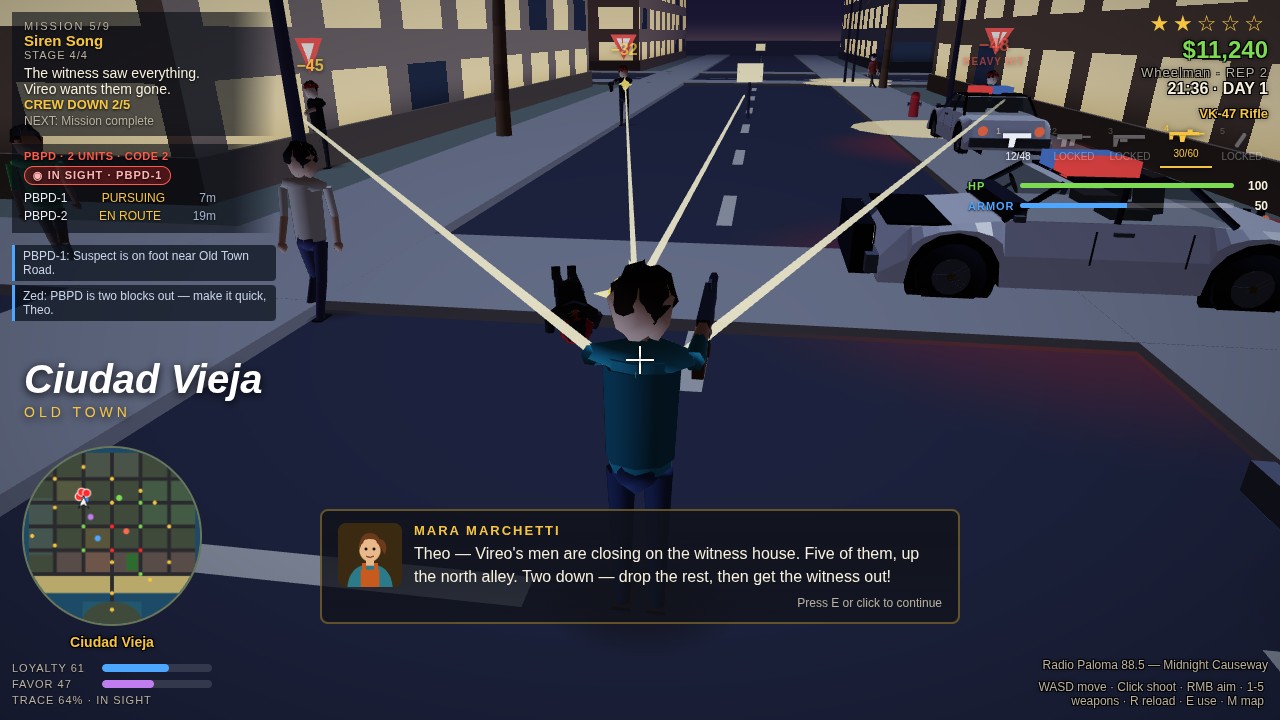 MISSION 5/9
Siren Song
STAGE 4/4
The witness saw everything.
Vireo wants them gone.
CREW DOWN 2/5
NEXT: Mission complete
PBPD · 2 UNITS · CODE 2
◉ IN SIGHT · PBPD-1
PBPD-1 PURSUING 7m
PBPD-2 EN ROUTE 19m
PBPD-1: Suspect is on foot near Old Town
Road.
Zed: PBPD is two blocks out — make it quick,
Theo.
Ciudad Vieja
OLD TOWN
Ciudad Vieja
LOYALTY 61
FAVOR 47
TRACE 64% · IN SIGHT
−45
−32
−48
★ ★ ☆ ☆ ☆
$11,240
Wheelman · REP 2
21:36 · DAY 1
VK-47 Rifle
1 2 3 4 5
12/48 LOCKED LOCKED 30/60 LOCKED
HP 100
ARMOR 50
MARA MARCHETTI
Theo — Vireo's men are closing on the witness house. Five of them, up
the north alley. Two down — drop the rest, then get the witness out!
Press E or click to continue
Radio Paloma 88.5 — Midnight Causeway
WASD move · Click shoot · RMB aim · 1-5
weapons · R reload · E use · M map